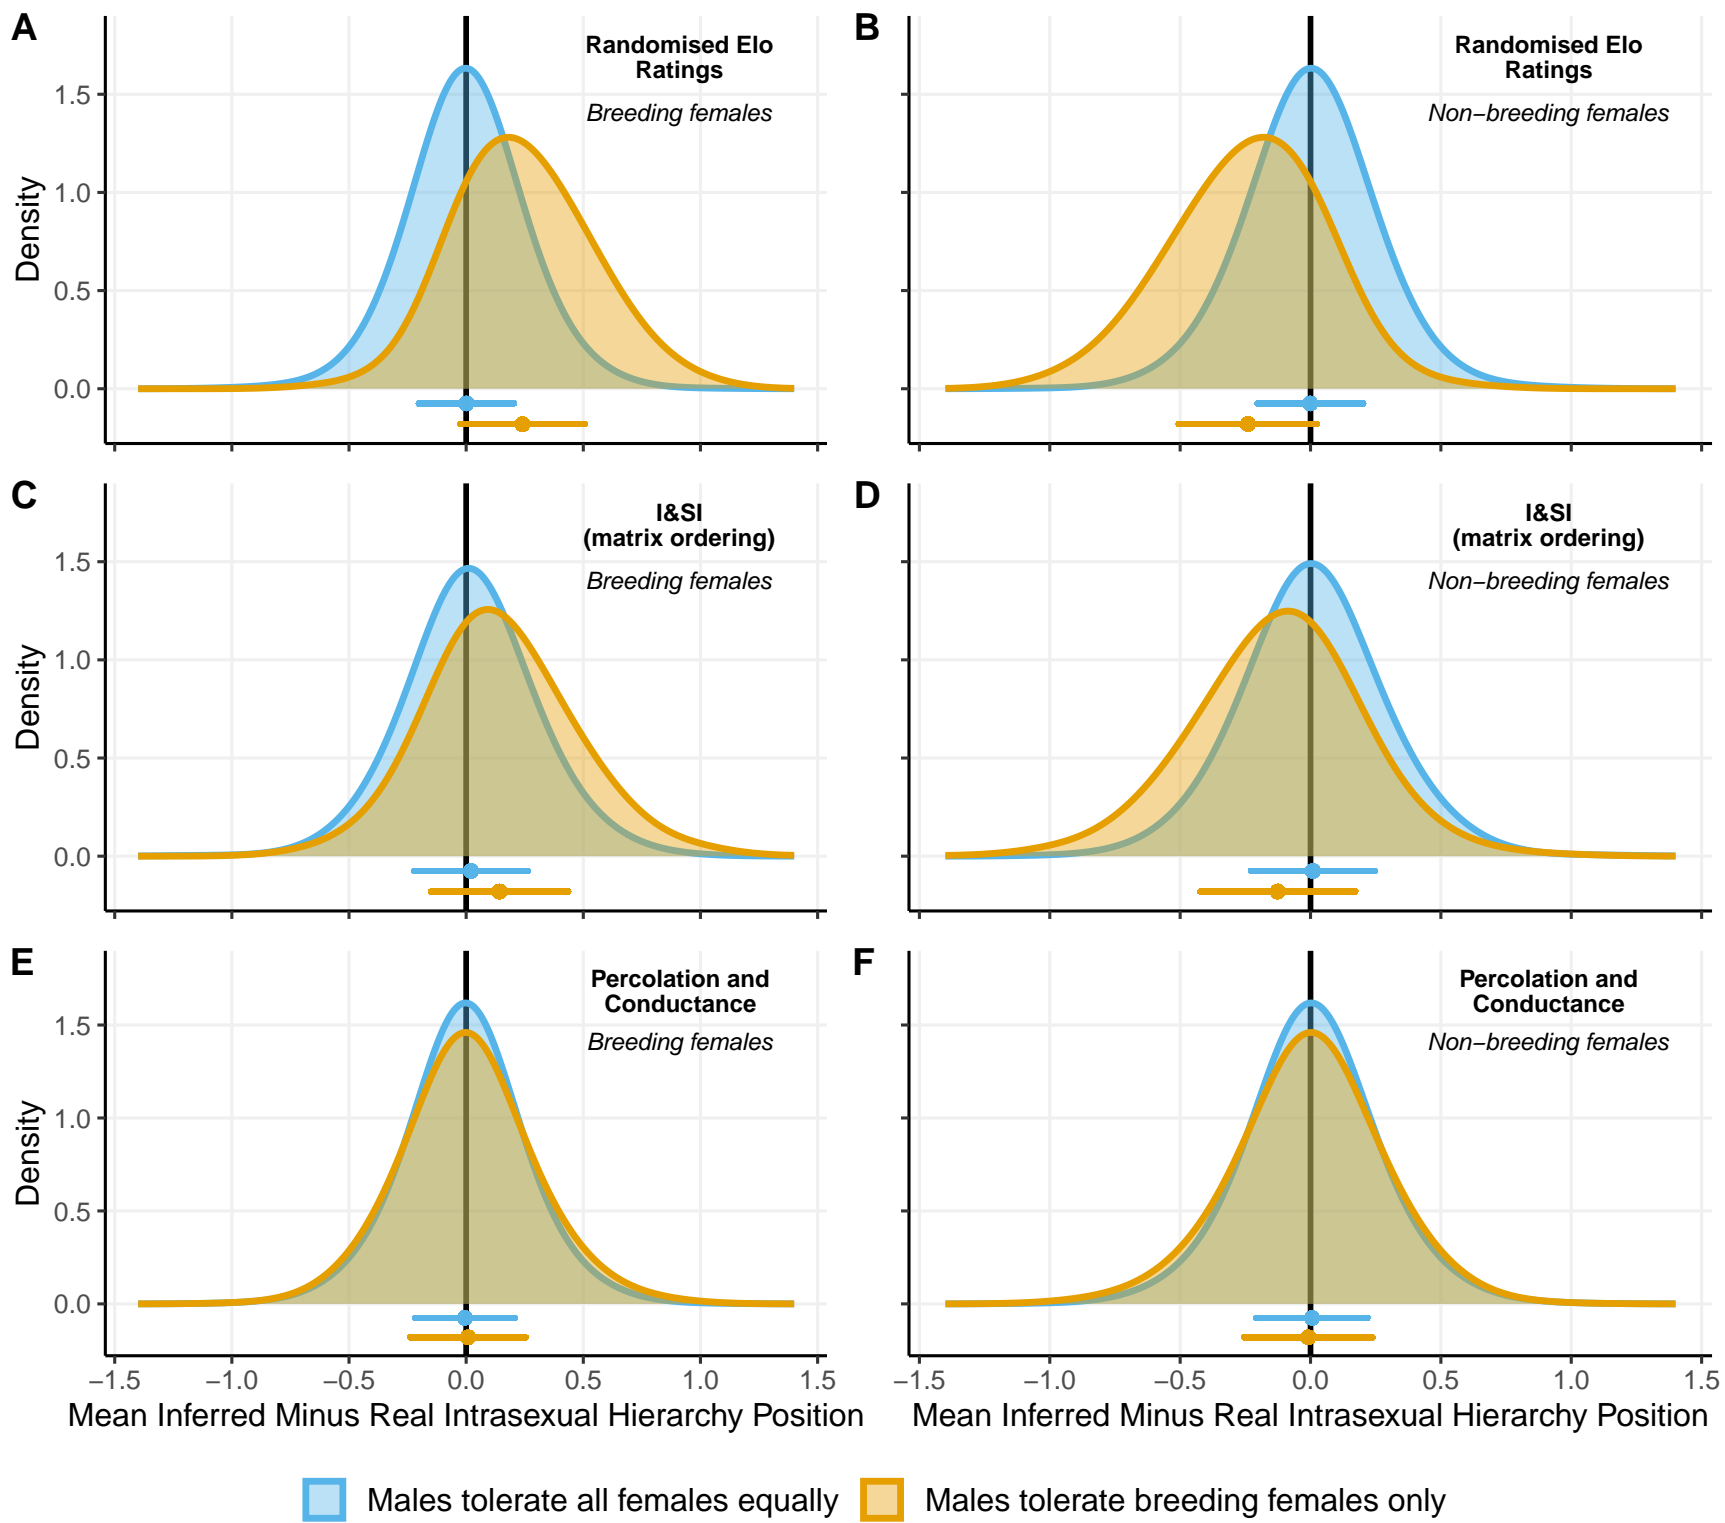 A
Randomised Elo
Ratings
Breeding females
Density
1.5
1.0
0.5
0.0
B
Randomised Elo
Ratings
Non−breeding females
C
I&SI
(matrix ordering)
Breeding females
Density
1.5
1.0
0.5
0.0
D
I&SI
(matrix ordering)
Non−breeding females
E
Percolation and
Conductance
Breeding females
Density
1.5
1.0
0.5
0.0
−1.5 −1.0 −0.5 0.0 0.5 1.0 1.5
Mean Inferred Minus Real Intrasexual Hierarchy Position
F
Percolation and
Conductance
Non−breeding females
−1.5 −1.0 −0.5 0.0 0.5 1.0 1.5
Mean Inferred Minus Real Intrasexual Hierarchy Position
Males tolerate all females equally
Males tolerate breeding females only